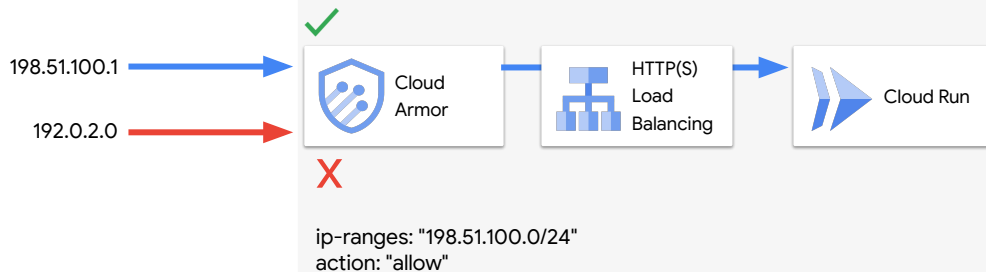 198.51.100.1
192.0.2.0
Cloud
Armor
HTTP(S)
Load
Balancing
Cloud Run
X
ip-ranges: "198.51.100.0/24"
action: "allow"